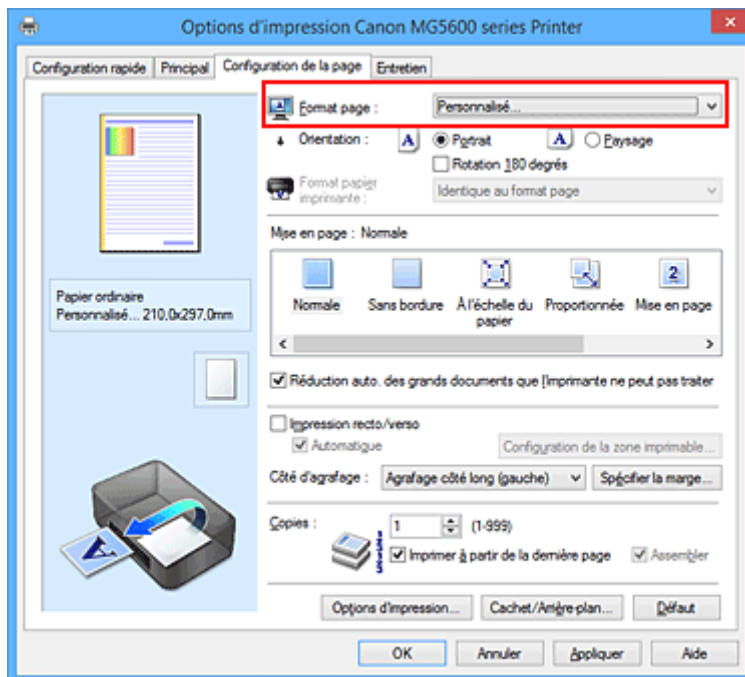 Options d'impression Canon MG5600 series Printer
Configuration rapide Principal Configuration de la page Entretien
Format page : Personnalisé...
Orientation : A Portrait A Paysage
Rotation 180 degrés
Format papier imprimante : Identique au format page
Mise en page : Normale
Normale Sans bordure À l'échelle du papier Proportionnée Mise en page
Papier ordinaire
Personnalisé... 210,0x297,0mm
Réduction auto. des grands documents que l'imprimante ne peut pas traiter
Impression recto/verso
Automatique Configuration de la zone imprimable...
Côté d'agrafage : Agrafage côté long (gauche) Spécifier la marge...
Copies : 1 (1-999)
Imprimer à partir de la dernière page Assembler
Options d'impression... Cachet/Arrière-plan... Défaut
OK Annuler Appliquer Aide